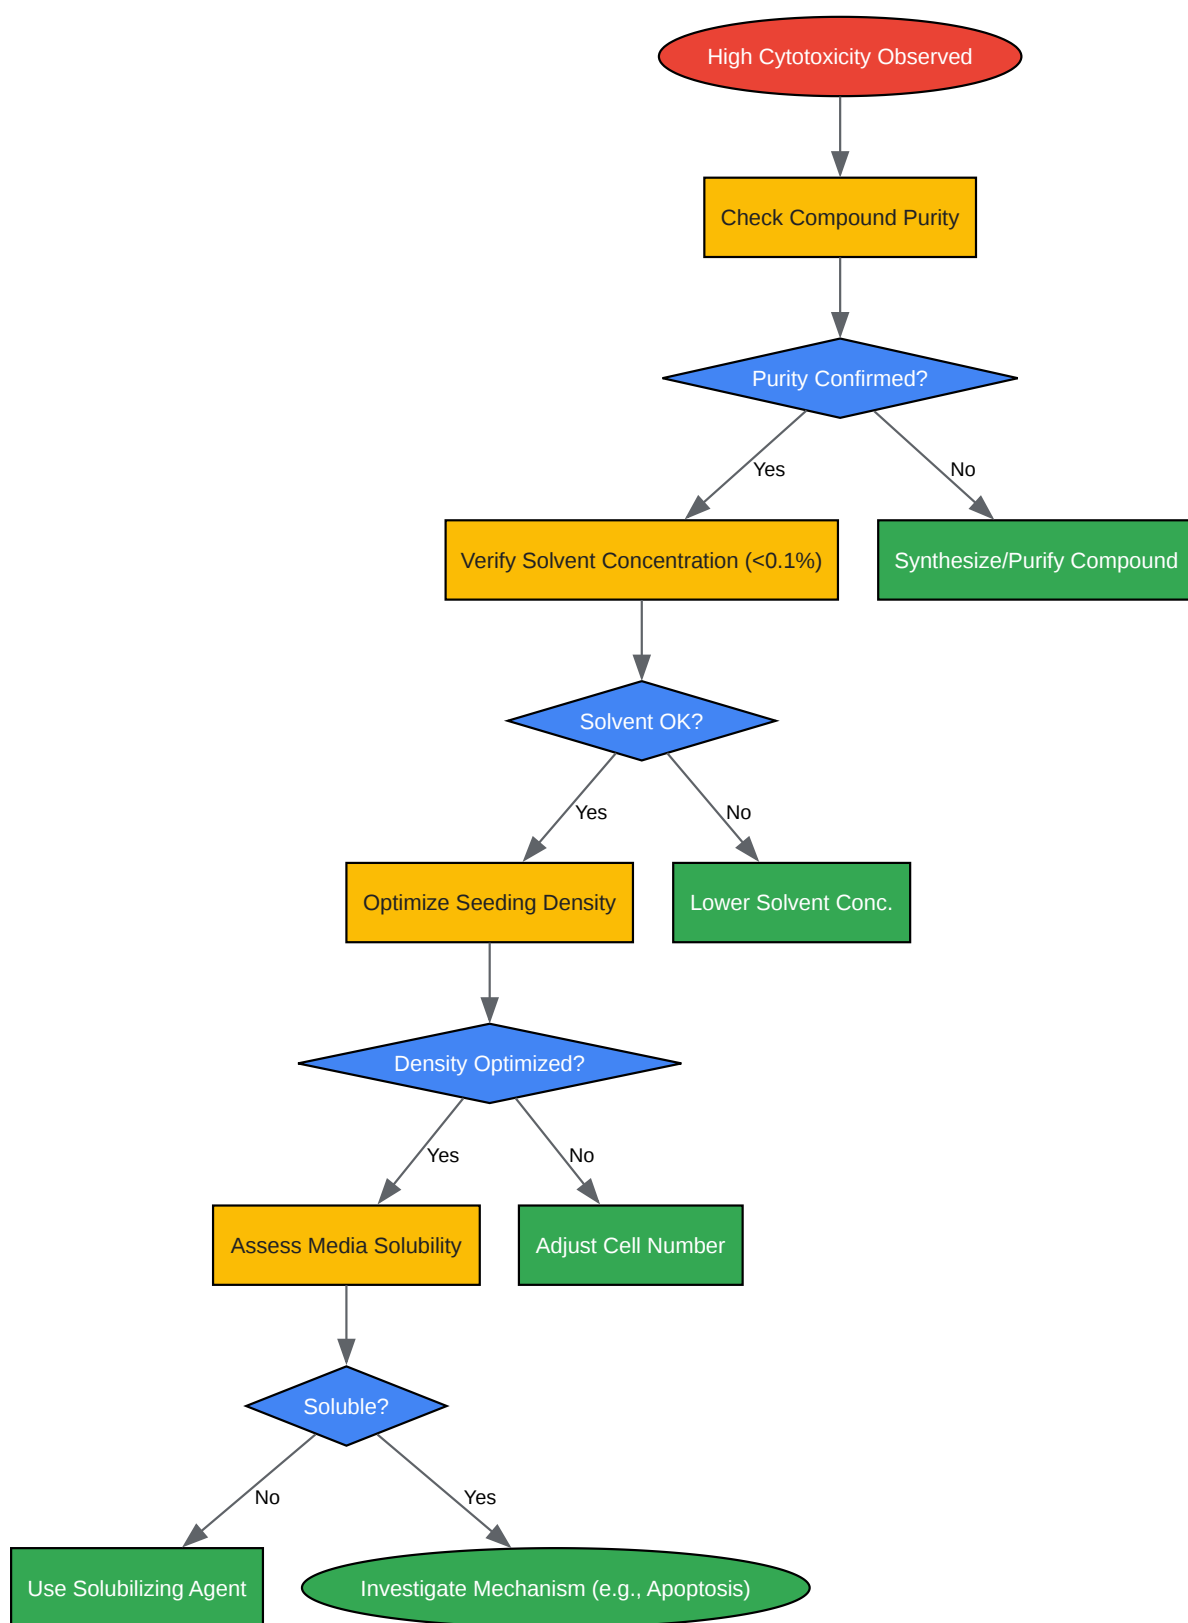 High Cytotoxicity Observed
Check Compound Purity
Purity Confirmed?
Yes
No
Verify Solvent Concentration (<0.1%)
Synthesize/Purify Compound
Solvent OK?
Yes
No
Optimize Seeding Density
Lower Solvent Conc.
Density Optimized?
Yes
No
Assess Media Solubility
Adjust Cell Number
Soluble?
No
Yes
Use Solubilizing Agent
Investigate Mechanism (e.g., Apoptosis)